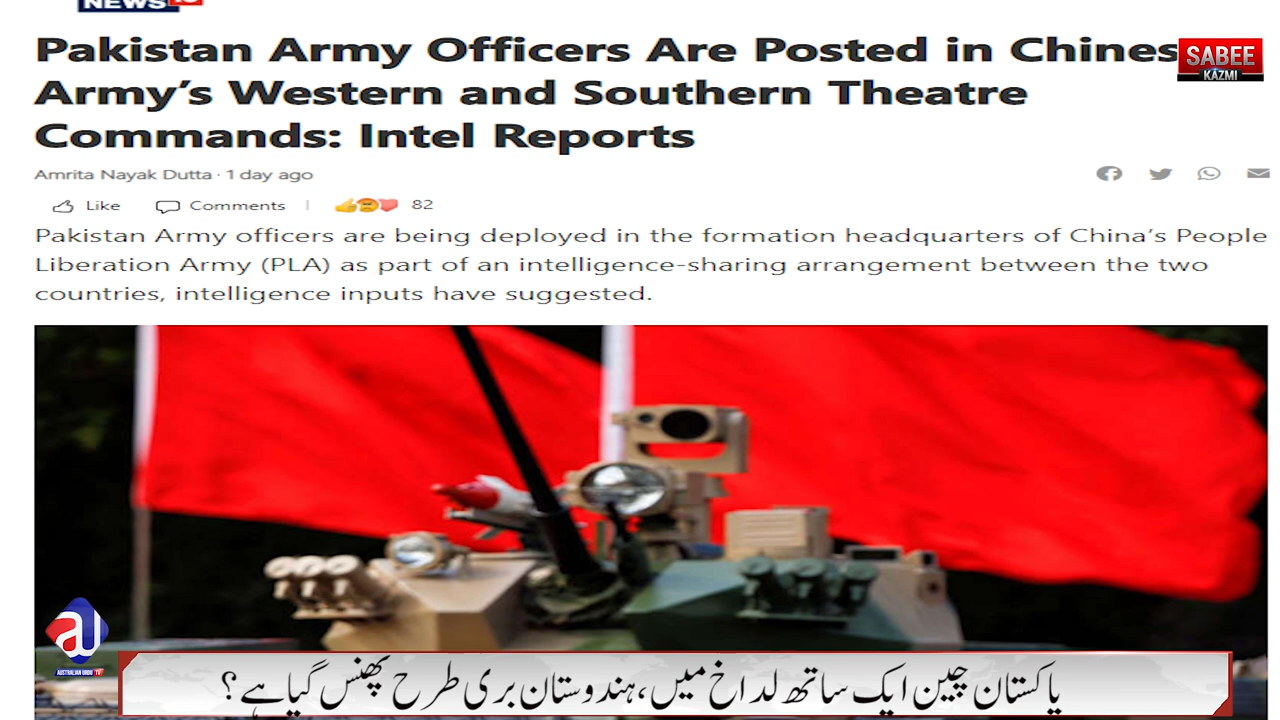 NEWS18
Pakistan Army Officers Are Posted in Chines
SABEE
KAZMI
Army's Western and Southern Theatre
Commands: Intel Reports
Amrita Nayak Dutta · 1 day ago
Like Comments 82
Pakistan Army officers are being deployed in the formation headquarters of China's People
Liberation Army (PLA) as part of an intelligence-sharing arrangement between the two
countries, intelligence inputs have suggested.
AUSTRALIAN URDU TV
پاکستان چین ایک ساتھ لداخ میں، ہندوستان بری طرح پھنس گیا ہے؟